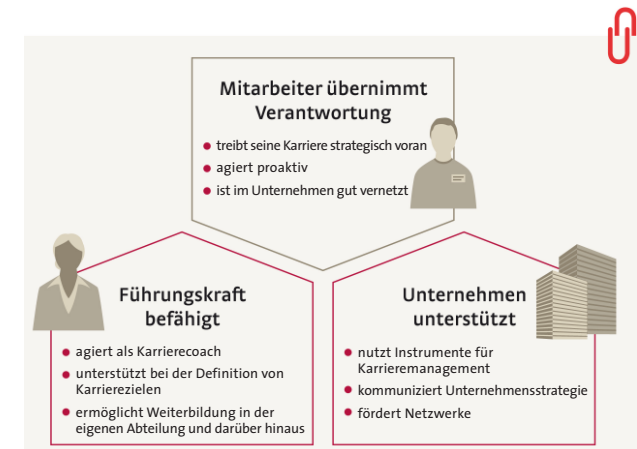 Mitarbeiter übernimmt
Verantwortung
treibt seine Karriere strategisch voran
agiert proaktiv
ist im Unternehmen gut vernetzt
Führungskraft
befähigt
agiert als Karrierecoach
unterstützt bei der Definition von
Karrierezielen
ermöglicht Weiterbildung in der
eigenen Abteilung und darüber hinaus
Unternehmen
unterstützt
nutzt Instrumente für
Karrieremanagement
kommuniziert Unternehmensstrategie
fördert Netzwerke